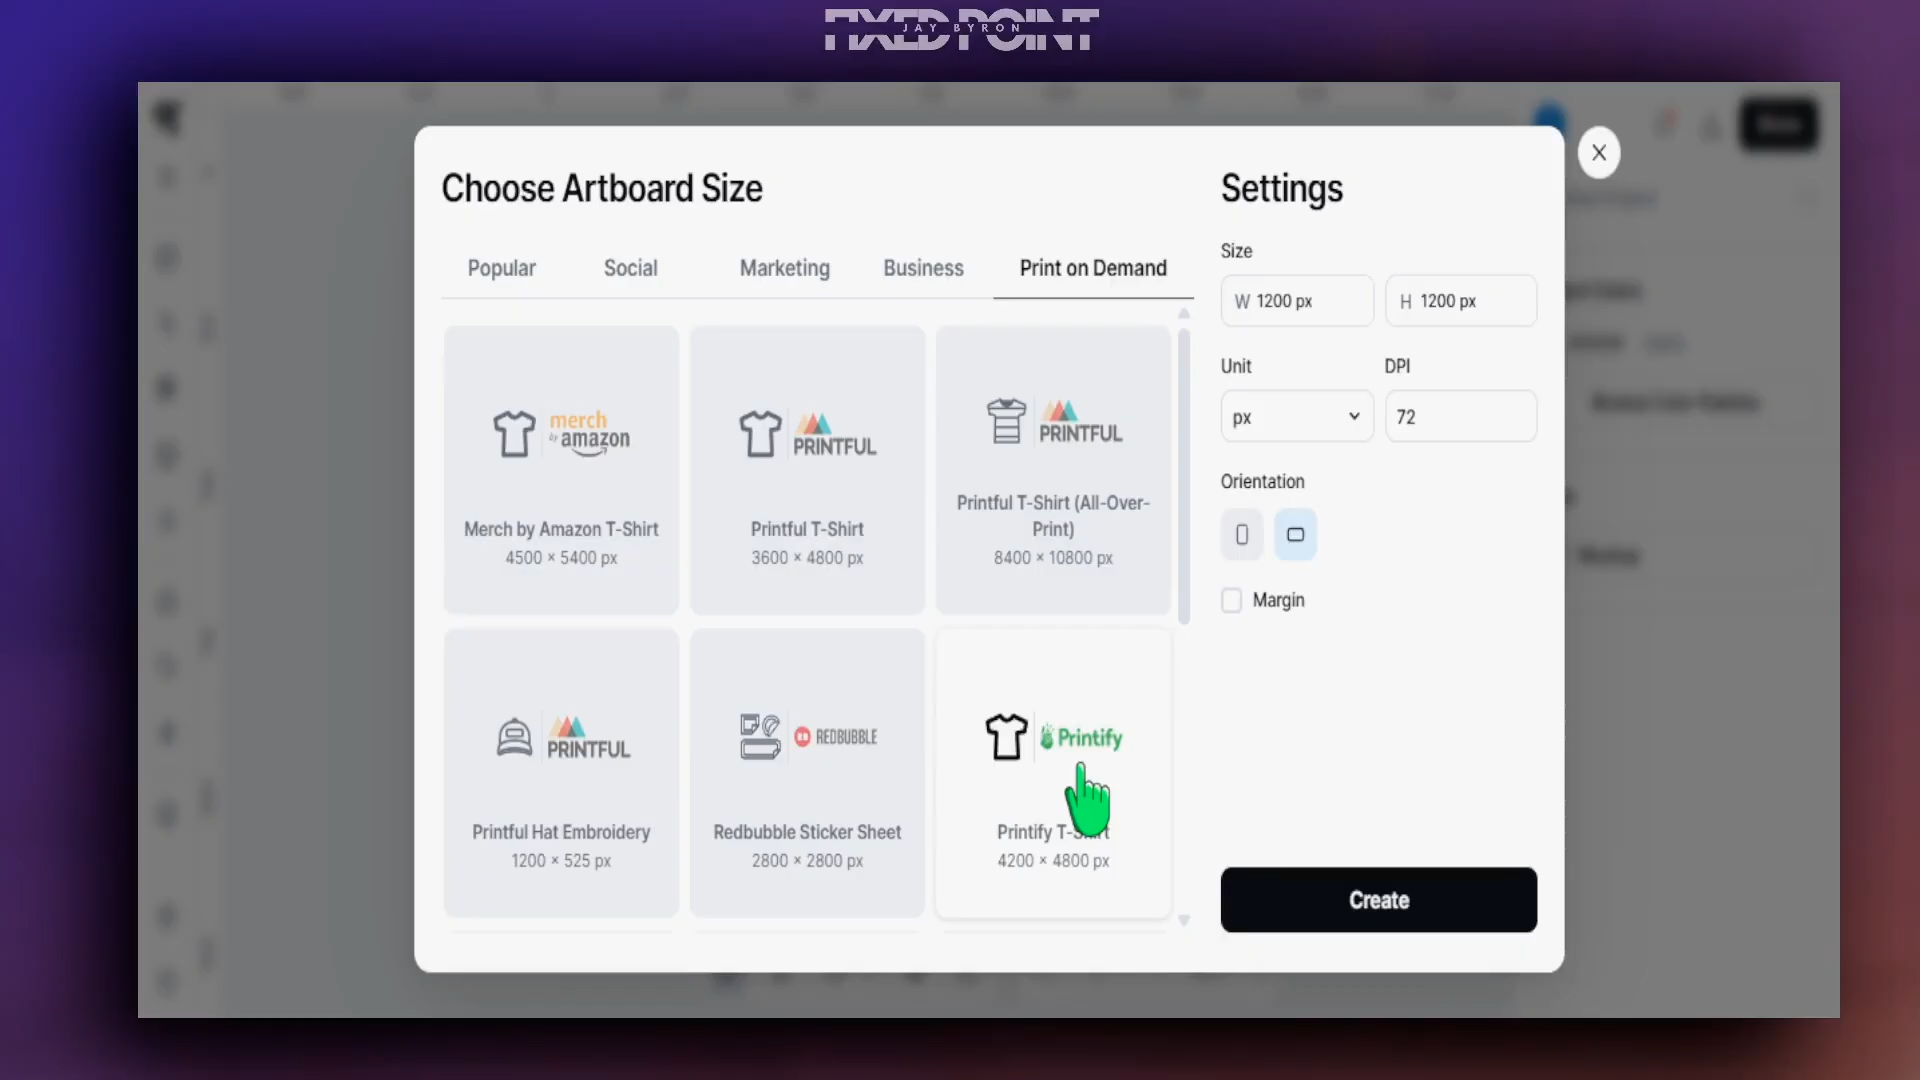 FIXED POINT
JAY BYRON
Choose Artboard Size
Settings
Popular
Social
Marketing
Business
Print on Demand
Size
W 1200 px
H 1200 px
Unit
DPI
px
72
Orientation
Margin
merch
by amazon
Merch by Amazon T-Shirt
4500 × 5400 px
PRINTFUL
Printful T-Shirt
3600 × 4800 px
PRINTFUL
Printful T-Shirt (All-Over-
Print)
8400 × 10800 px
PRINTFUL
Printful Hat Embroidery
1200 × 525 px
REDBUBBLE
Redbubble Sticker Sheet
2800 × 2800 px
Printify
Printify T-Shirt
4200 × 4800 px
Create